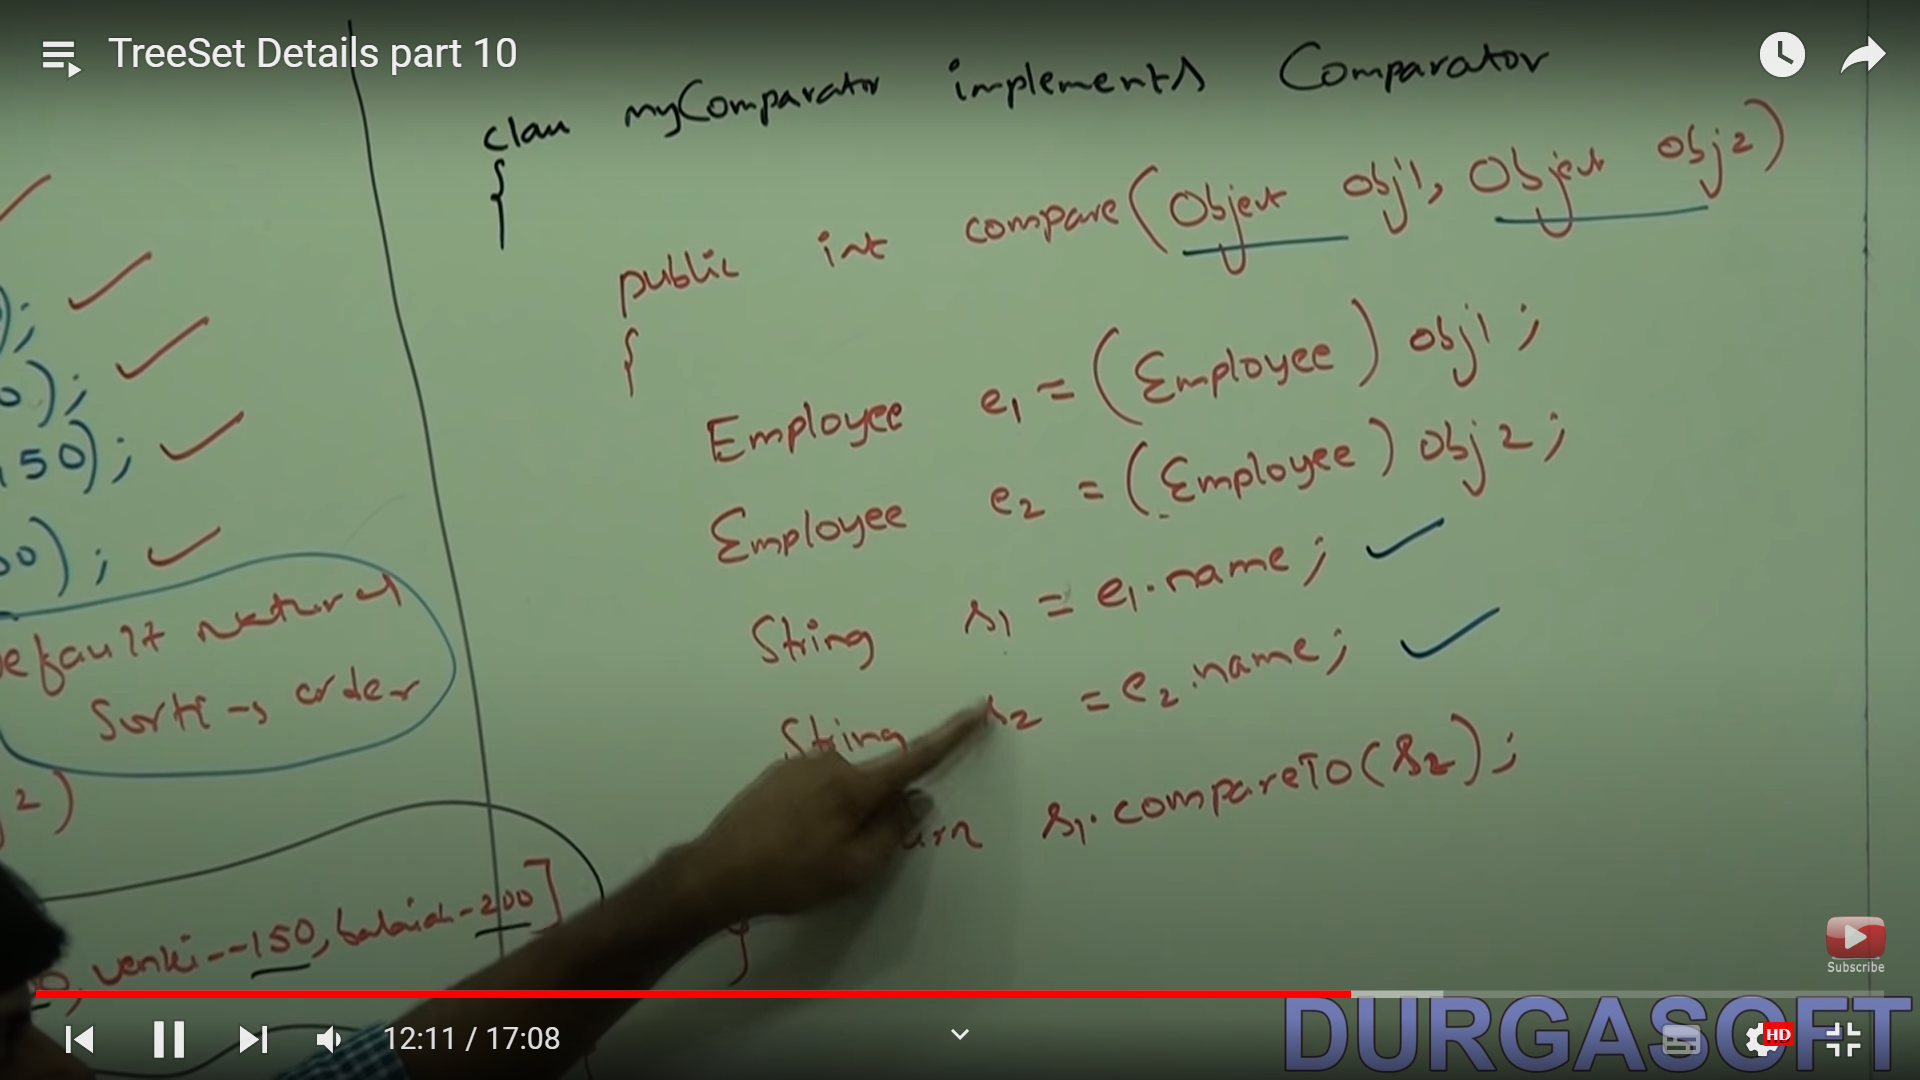 TreeSet Details part 10
class myComparator implements Comparator
{
public int compare(Object obj1, Object obj2)
{
Employee e1 = (Employee) obj1;
Employee e2 = (Employee) obj2;
String s1 = e1.name;
String s2 = e2.name;
urn s1.compareTo(s2);
}
);
0);
150);
00);
efault natural
sorti→ order
2)
0, venki--150, balaiah-200]
Subscribe
12:11 / 17:08
HD
DURGASOFT